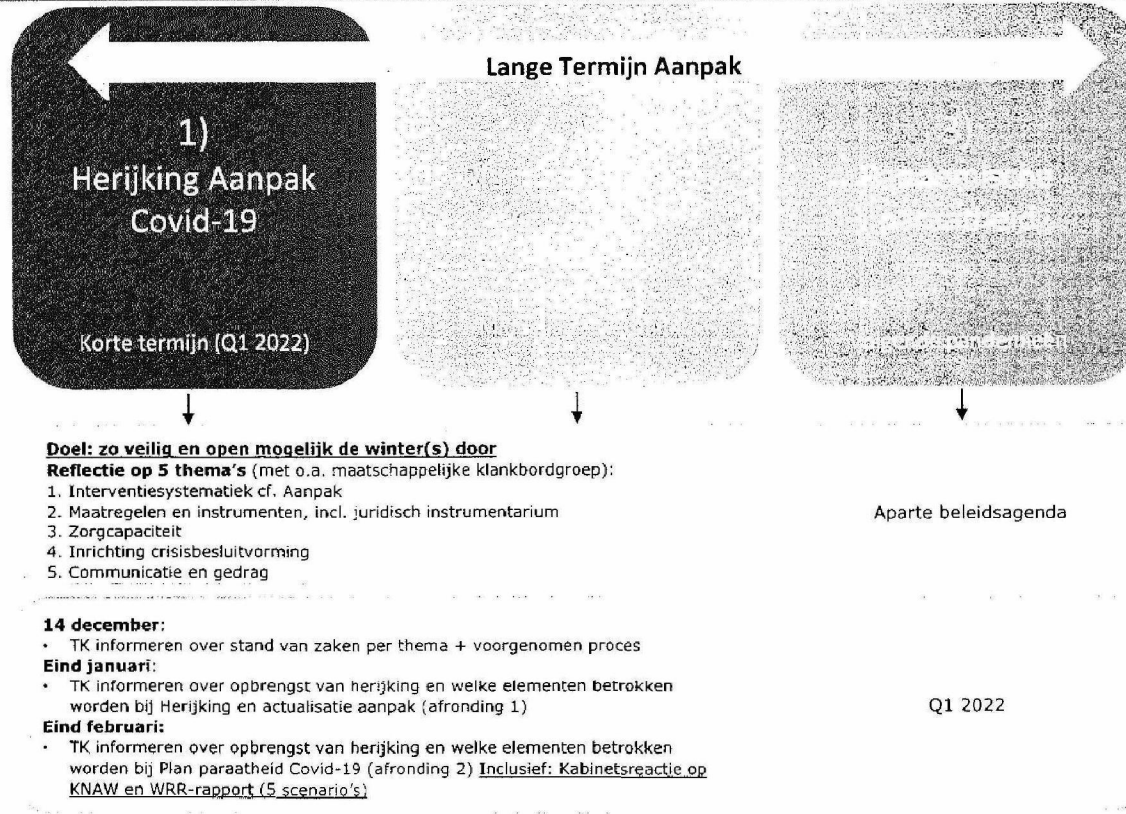 Lange Termijn Aanpak
1)
Herijking Aanpak
Covid-19
Korte termijn (Q1 2022)
Doel: zo veilig en open mogelijk de winter(s) door
Reflectie op 5 thema's (met o.a. maatschappelijke klankbordgroep):
1. Interventiesystematiek cf. Aanpak
2. Maatregelen en instrumenten, incl. juridisch instrumentarium
3. Zorgcapaciteit
4. Inrichting crisisbesluitvorming
5. Communicatie en gedrag
Aparte beleidsagenda
14 december:
• TK informeren over stand van zaken per thema + voorgenomen proces
Eind januari:
• TK informeren over opbrengst van herijking en welke elementen betrokken
worden bij Herijking en actualisatie aanpak (afronding 1)
Eind februari:
• TK informeren over opbrengst van herijking en welke elementen betrokken
worden bij Plan paraatheid Covid-19 (afronding 2) Inclusief: Kabinetsreactie op
KNAW en WRR-rapport (5 scenario's)
Q1 2022